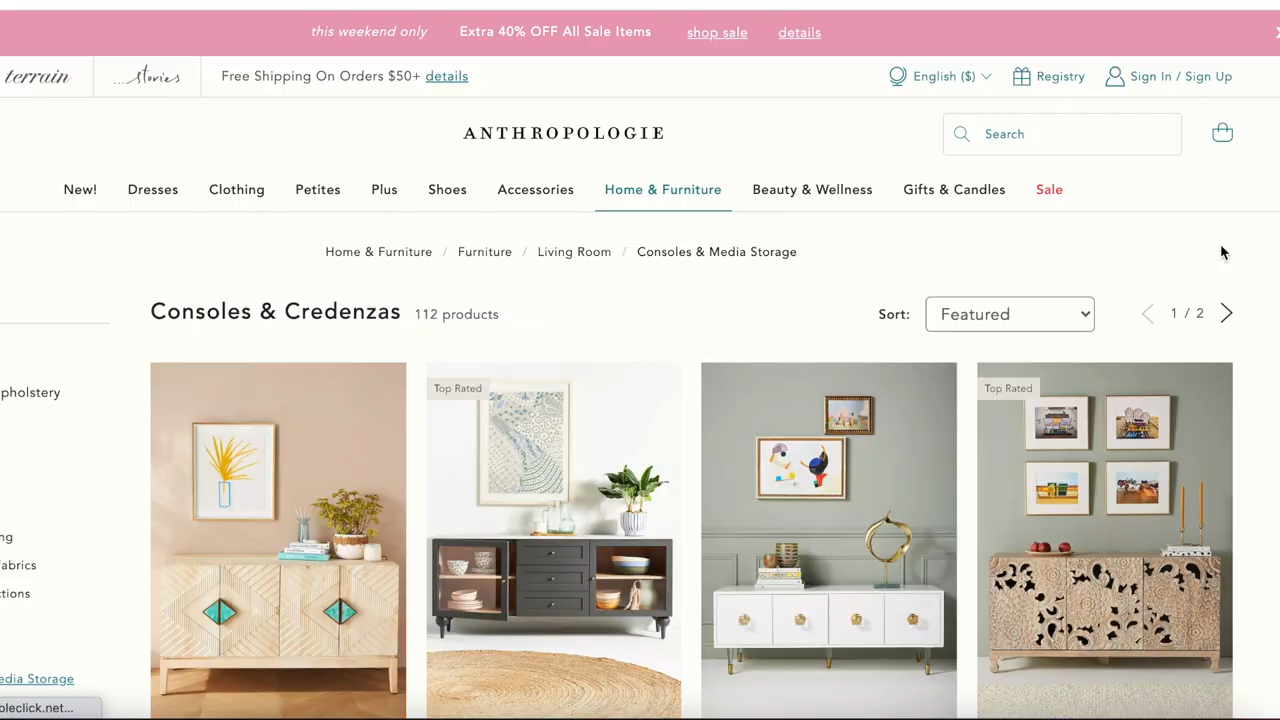 this weekend only Extra 40% OFF All Sale Items shop sale details
terrain ...stories Free Shipping On Orders $50+ details English ($) Registry Sign In / Sign Up
ANTHROPOLOGIE Search
New! Dresses Clothing Petites Plus Shoes Accessories Home & Furniture Beauty & Wellness Gifts & Candles Sale
Home & Furniture / Furniture / Living Room / Consoles & Media Storage
Consoles & Credenzas 112 products Sort: Featured 1 / 2
Top Rated Top Rated
pholstery
ng
abrics
ctions
edia Storage
bleclick.net...